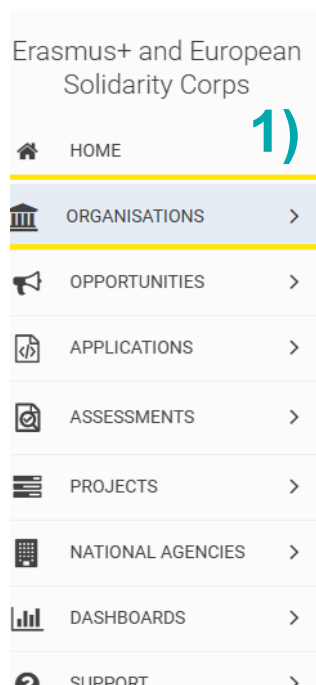 Erasmus+ and European
Solidarity Corps
1)
HOME
ORGANISATIONS
OPPORTUNITIES
APPLICATIONS
ASSESSMENTS
PROJECTS
NATIONAL AGENCIES
DASHBOARDS
SUPPORT